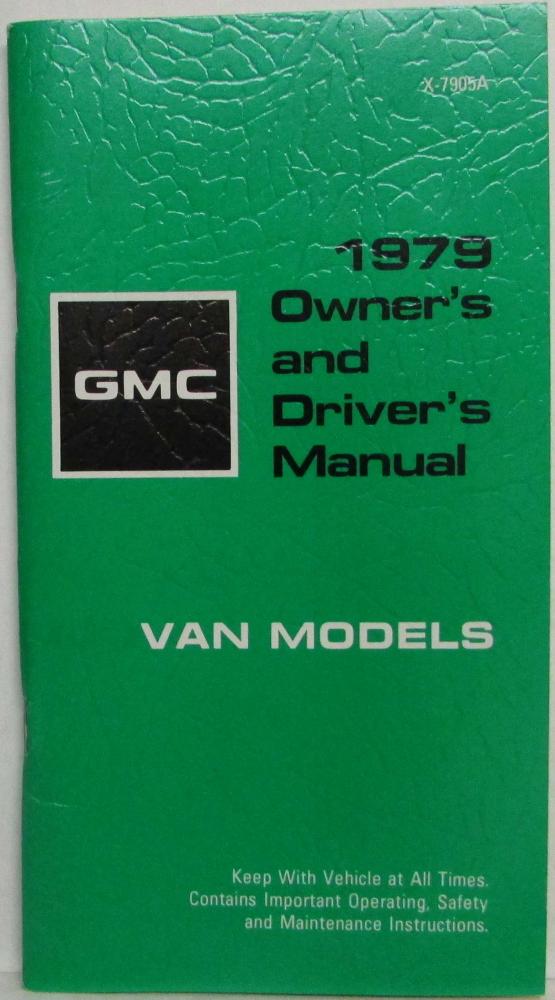 X-7905A
1979
Owner's
and
Driver's
Manual
GMC
VAN MODELS
Keep With Vehicle at All Times.
Contains Important Operating, Safety
and Maintenance Instructions.